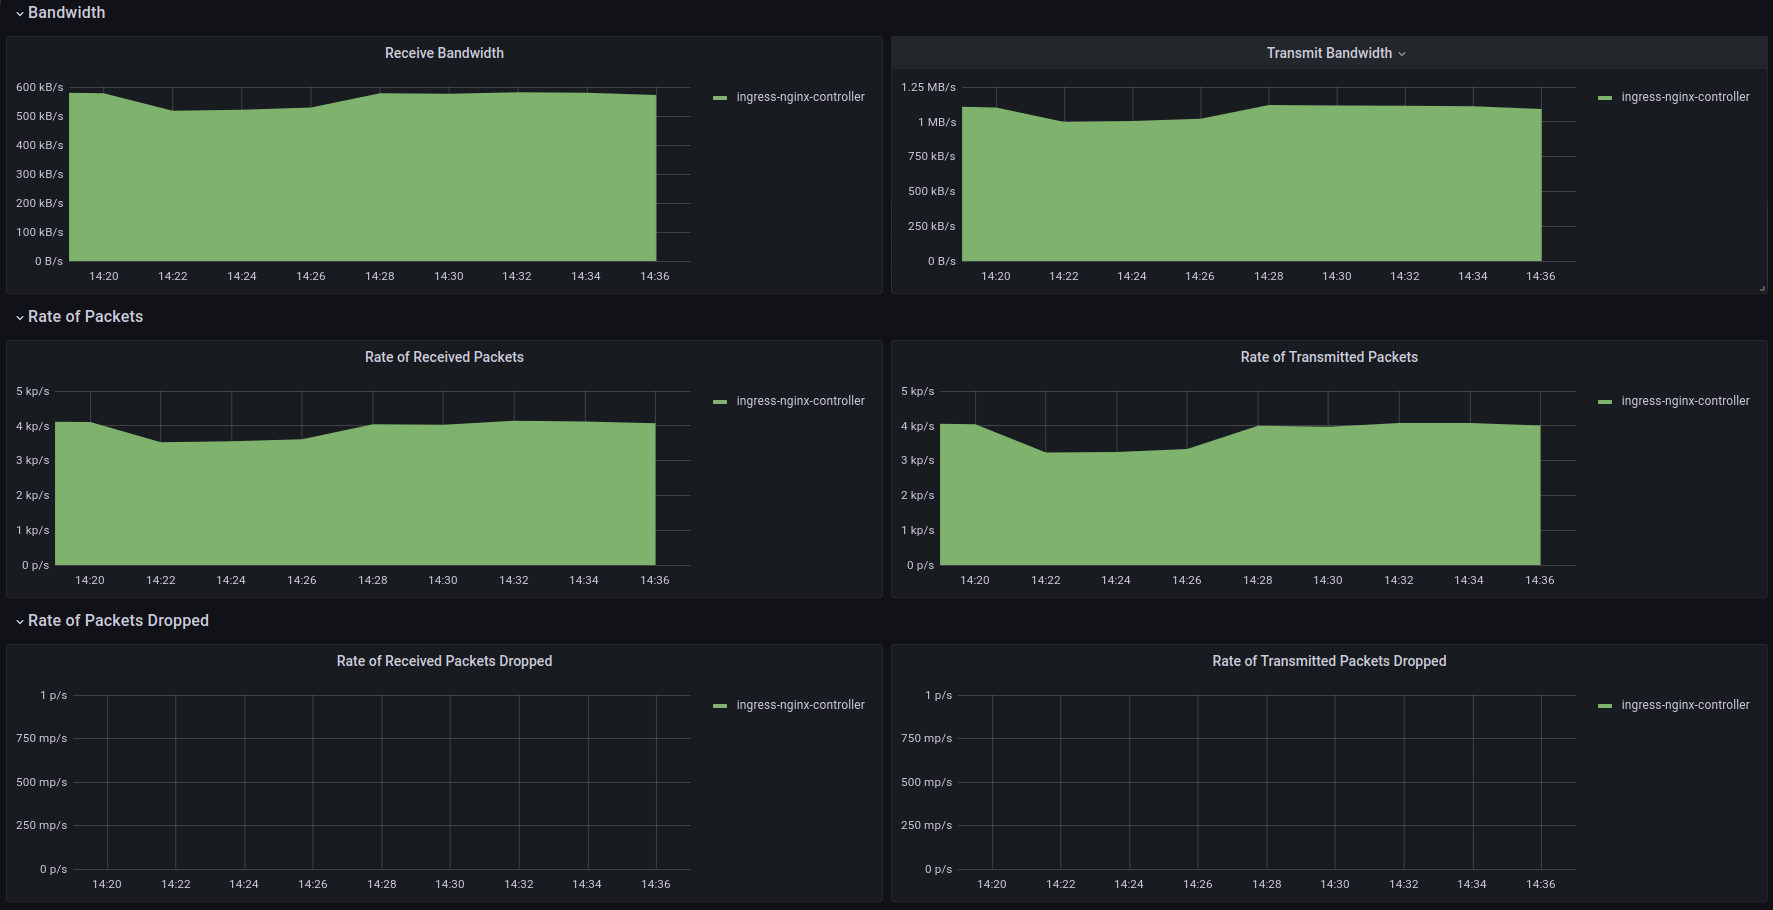 Bandwidth
Receive Bandwidth
600 kB/s
500 kB/s
400 kB/s
300 kB/s
200 kB/s
100 kB/s
0 B/s
14:20 14:22 14:24 14:26 14:28 14:30 14:32 14:34 14:36
ingress-nginx-controller
Transmit Bandwidth
1.25 MB/s
1 MB/s
750 kB/s
500 kB/s
250 kB/s
0 B/s
14:20 14:22 14:24 14:26 14:28 14:30 14:32 14:34 14:36
ingress-nginx-controller
Rate of Packets
Rate of Received Packets
5 kp/s
4 kp/s
3 kp/s
2 kp/s
1 kp/s
0 p/s
14:20 14:22 14:24 14:26 14:28 14:30 14:32 14:34 14:36
ingress-nginx-controller
Rate of Transmitted Packets
5 kp/s
4 kp/s
3 kp/s
2 kp/s
1 kp/s
0 p/s
14:20 14:22 14:24 14:26 14:28 14:30 14:32 14:34 14:36
ingress-nginx-controller
Rate of Packets Dropped
Rate of Received Packets Dropped
1 p/s
750 mp/s
500 mp/s
250 mp/s
0 p/s
14:20 14:22 14:24 14:26 14:28 14:30 14:32 14:34 14:36
ingress-nginx-controller
Rate of Transmitted Packets Dropped
1 p/s
750 mp/s
500 mp/s
250 mp/s
0 p/s
14:20 14:22 14:24 14:26 14:28 14:30 14:32 14:34 14:36
ingress-nginx-controller